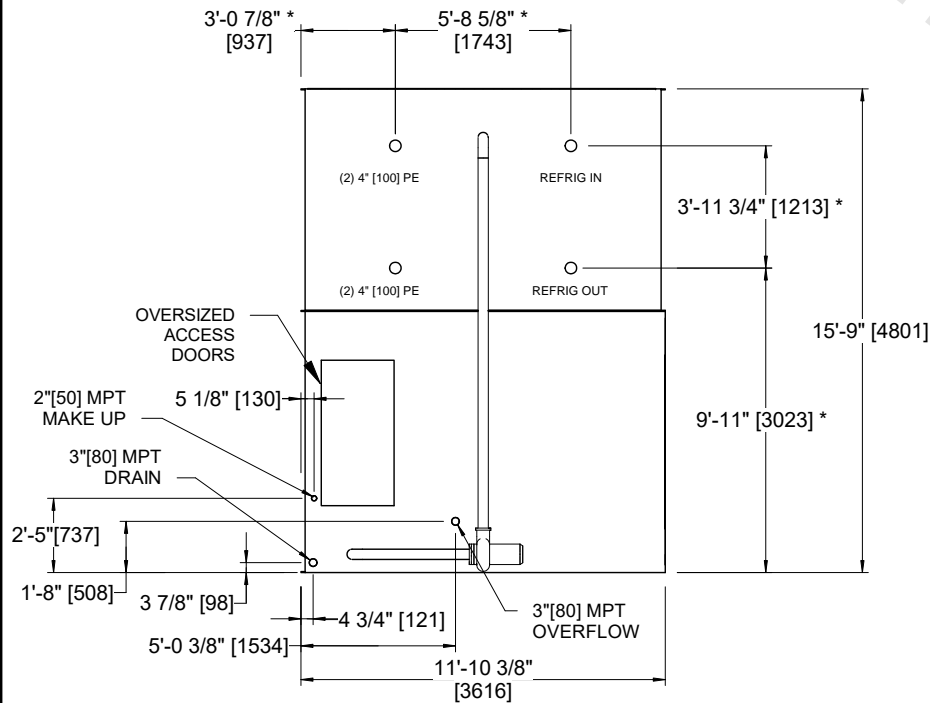 3'-0 7/8" *
[937]
5'-8 5/8" *
[1743]
(2) 4" [100] PE
REFRIG IN
3'-11 3/4" [1213] *
(2) 4" [100] PE
REFRIG OUT
OVERSIZED
ACCESS
DOORS
15'-9" [4801]
2"[50] MPT
MAKE UP
5 1/8" [130]
9'-11" [3023] *
3"[80] MPT
DRAIN
2'-5"[737]
1'-8" [508]
3 7/8" [98]
4 3/4" [121]
3"[80] MPT
OVERFLOW
5'-0 3/8" [1534]
11'-10 3/8"
[3616]